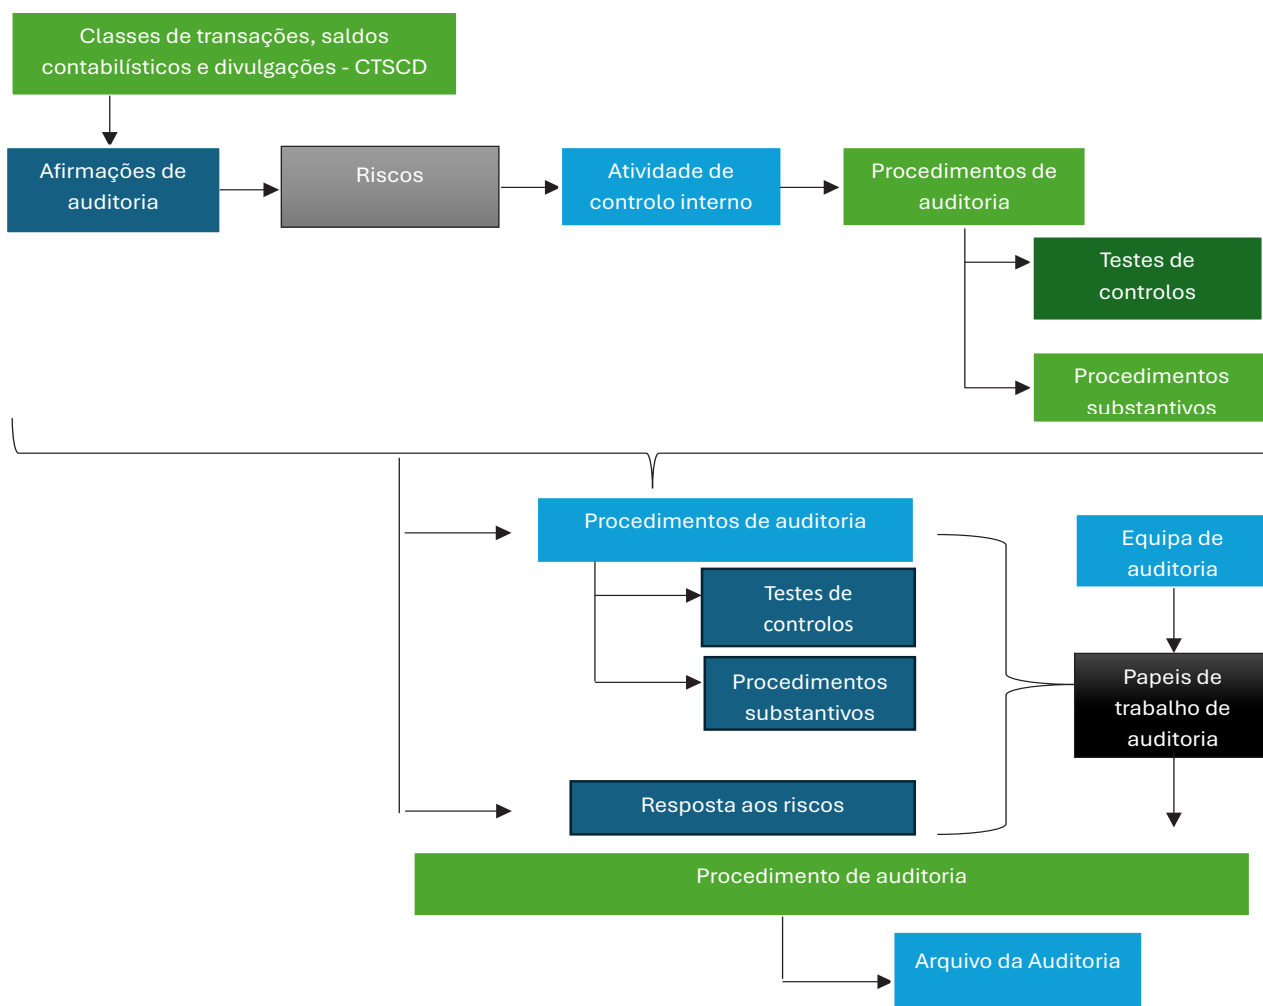 Classes de transações, saldos
contabilísticos e divulgações - CTSCD
Afirmações de
auditoria
Riscos
Atividade de
controlo interno
Procedimentos de
auditoria
Testes de
controlos
Procedimentos
substantivos
Procedimentos de auditoria
Equipa de
auditoria
Testes de
controlos
Procedimentos
substantivos
Papeis de
trabalho de
auditoria
Resposta aos riscos
Procedimento de auditoria
Arquivo da Auditoria